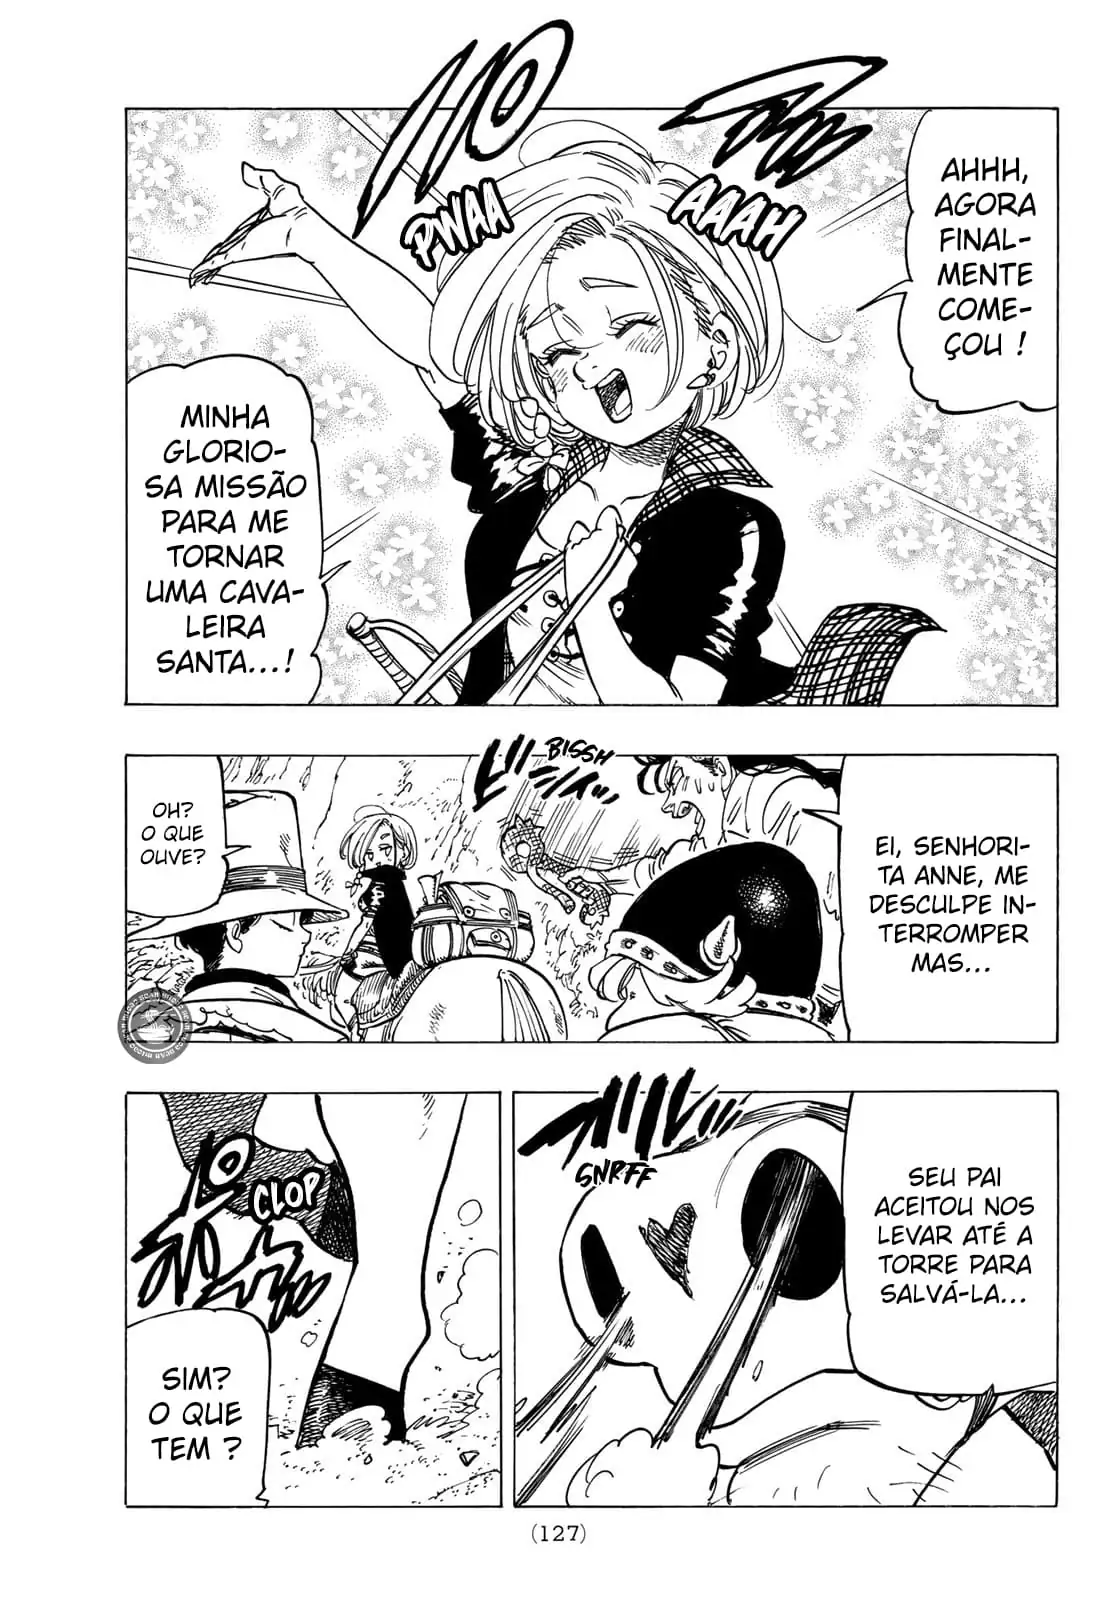 PWAA
AAAH
AHHH,
AGORA
FINAL-
MENTE
COME-
ÇOU !
MINHA
GLORIO-
SA MISSÃO
PARA ME
TORNAR
UMA CAVA-
LEIRA
SANTA...!
BISSH
EI, SENHORI-
TA ANNE, ME
DESCULPE IN-
TERROMPER
MAS...
OH?
O QUE
OUVE?
SNRFF
SEU PAI
ACEITOU NOS
LEVAR ATÉ A
TORRE PARA
SALVÁ-LA...
CLOP
SIM?
O QUE
TEM ?
(127)